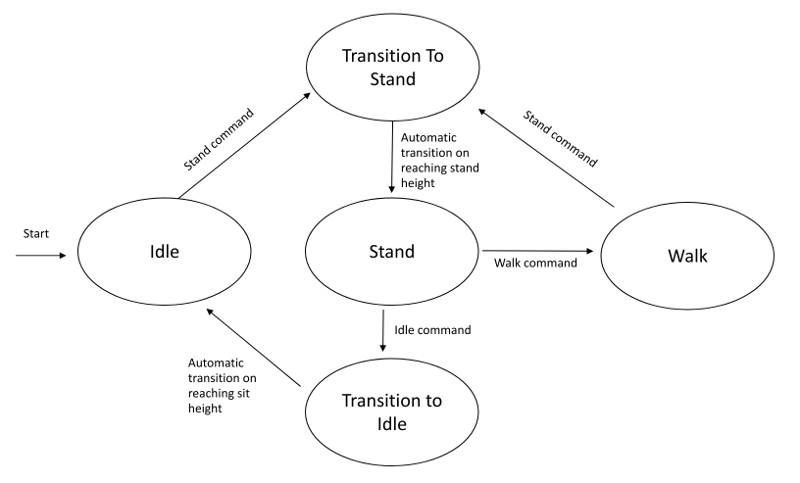 Transition To
Stand
Stand command
Stand command
Automatic
transition on
reaching stand
height
Start
Idle
Stand
Walk command
Walk
Idle command
Automatic
transition on
reaching sit
height
Transition to
Idle